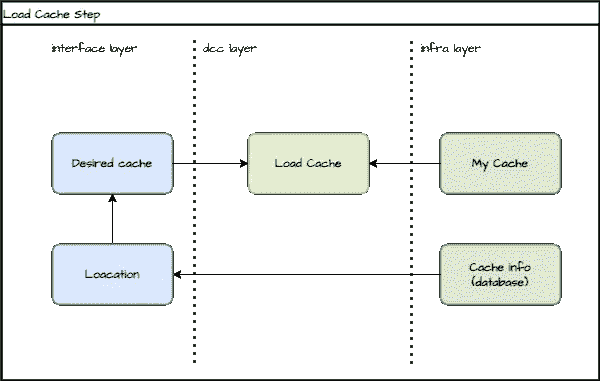 Load Cache Step
interface layer
dcc layer
infra layer
Desired cache
Load Cache
My Cache
Loacation
Cache info
(database)